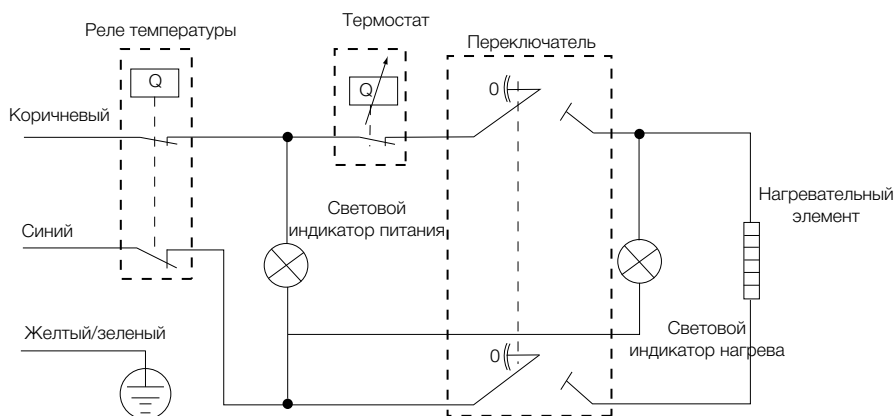 Реле температуры
Термостат
Переключатель
Q
Q
0
Коричневый
Нагревательный
элемент
Световой
индикатор питания
Синий
Желтый/зеленый
0
Световой
индикатор нагрева